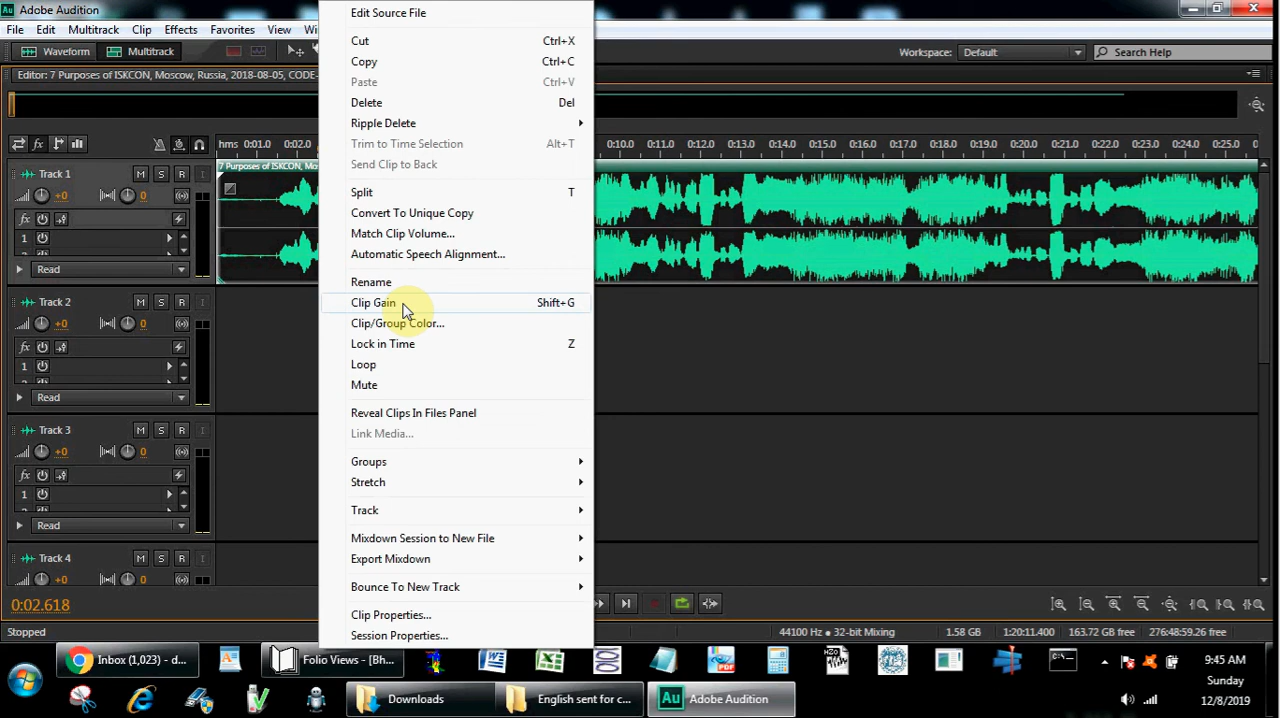 Adobe Audition
File Edit Multitrack Clip Effects Favorites View Wi
Waveform Multitrack
Workspace: Default
Search Help
Editor: 7 Purposes of ISKCON, Moscow, Russia, 2018-08-05, CODE-
hms 0:01.0 0:02.0
0:10.0 0:11.0 0:12.0 0:13.0 0:14.0 0:15.0 0:16.0 0:17.0 0:18.0 0:19.0 0:20.0 0:21.0 0:22.0 0:23.0 0:24.0 0:25.0
7 Purposes of ISKCON, Mo
Track 1 M S R I
+0 0
fx
1
Read
Track 2 M S R I
+0 0
fx
1
Read
Track 3 M S R I
+0 0
fx
1
Read
Track 4 M S R I
+0 0
0:02.618
Stopped
44100 Hz • 32-bit Mixing 1.58 GB 1:20:11.400 163.72 GB free 276:48:59.26 free
Edit Source File
Cut Ctrl+X
Copy Ctrl+C
Paste Ctrl+V
Delete Del
Ripple Delete
Trim to Time Selection Alt+T
Send Clip to Back
Split T
Convert To Unique Copy
Match Clip Volume...
Automatic Speech Alignment...
Rename
Clip Gain Shift+G
Clip/Group Color...
Lock in Time Z
Loop
Mute
Reveal Clips In Files Panel
Link Media...
Groups
Stretch
Track
Mixdown Session to New File
Export Mixdown
Bounce To New Track
Clip Properties...
Session Properties...
Inbox (1,023) - d...
Folio Views - [Bh...
9:45 AM
Sunday
12/8/2019
Downloads
English sent for c...
Adobe Audition